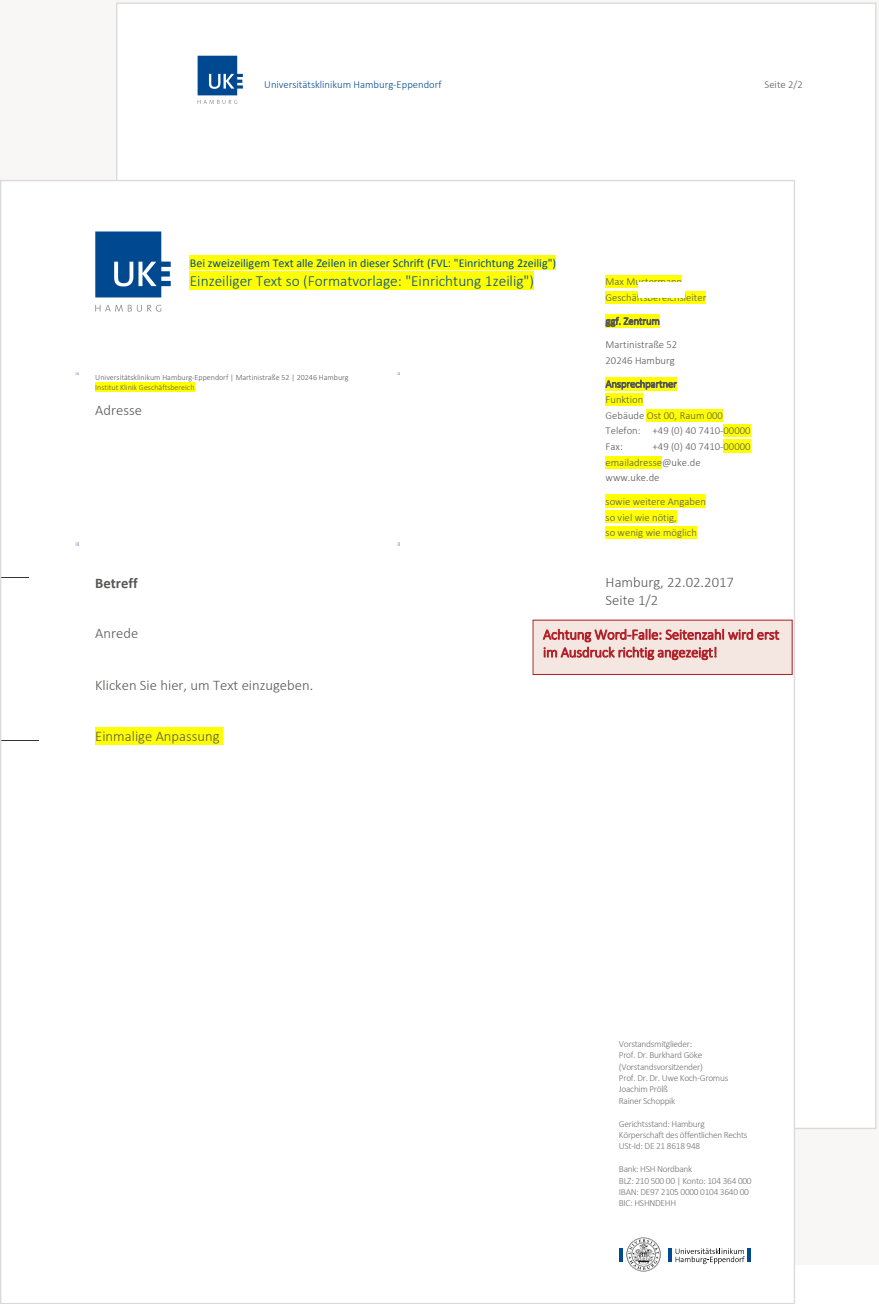 UKE
HAMBURG
Universitätsklinikum Hamburg-Eppendorf
Seite 2/2
UKE
HAMBURG
Bei zweizeiligem Text alle Zeilen in dieser Schrift (FVL: "Einrichtung 2zeilig")
Einzeiliger Text so (Formatvorlage: "Einrichtung 1zeilig")
Max Mustermann
Geschäftsbereichsleiter
ggf. Zentrum
Martinistraße 52
20246 Hamburg
Ansprechpartner
Funktion
Gebäude Ost 00, Raum 000
Telefon: +49 (0) 40 7410-00000
Fax: +49 (0) 40 7410-00000
emailadresse@uke.de
www.uke.de
sowie weitere Angaben
so viel wie nötig,
so wenig wie möglich
Universitätsklinikum Hamburg-Eppendorf | Martinistraße 52 | 20246 Hamburg
Institut Klinik Geschäftsbereich
Adresse
Betreff
Hamburg, 22.02.2017
Seite 1/2
Achtung Word-Falle: Seitenzahl wird erst
im Ausdruck richtig angezeigt!
Anrede
Klicken Sie hier, um Text einzugeben.
Einmalige Anpassung
Vorstandsmitglieder:
Prof. Dr. Burkhard Göke
(Vorstandsvorsitzender)
Prof. Dr. Dr. Uwe Koch-Gromus
Joachim Prölß
Rainer Schoppik
Gerichtsstand: Hamburg
Körperschaft des öffentlichen Rechts
USt-Id: DE 21 8618 948
Bank: HSH Nordbank
BLZ: 210 500 00 | Konto: 104 364 000
IBAN: DE97 2105 0000 0104 3640 00
BIC: HSHNDEHH
Universitätsklinikum
Hamburg-Eppendorf